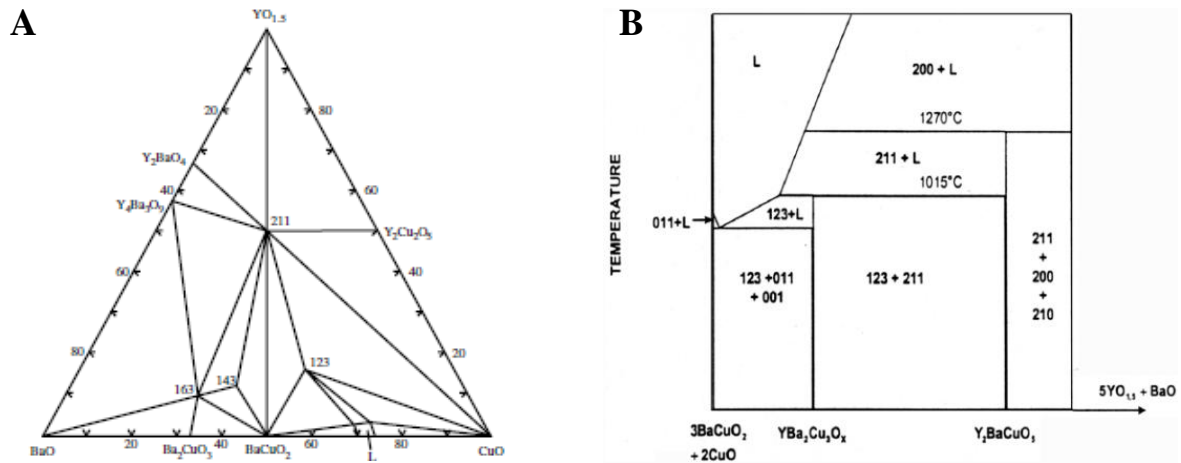 A
YO1.5
20
80
Y2BaO4
40
60
Y4Ba3O9
211
Y2Cu2O5
60
40
80
20
123
163
143
BaO
20
Ba2CuO3
40
BaCuO2
60
L
80
CuO
B
TEMPERATURE
L
200 + L
1270°C
211 + L
1015°C
011+L
123+L
123 +011
+ 001
123 + 211
211
+
200
+
210
5YO1,5 + BaO
3BaCuO2
+ 2CuO
YBa2Cu3Ox
Y2BaCuO5